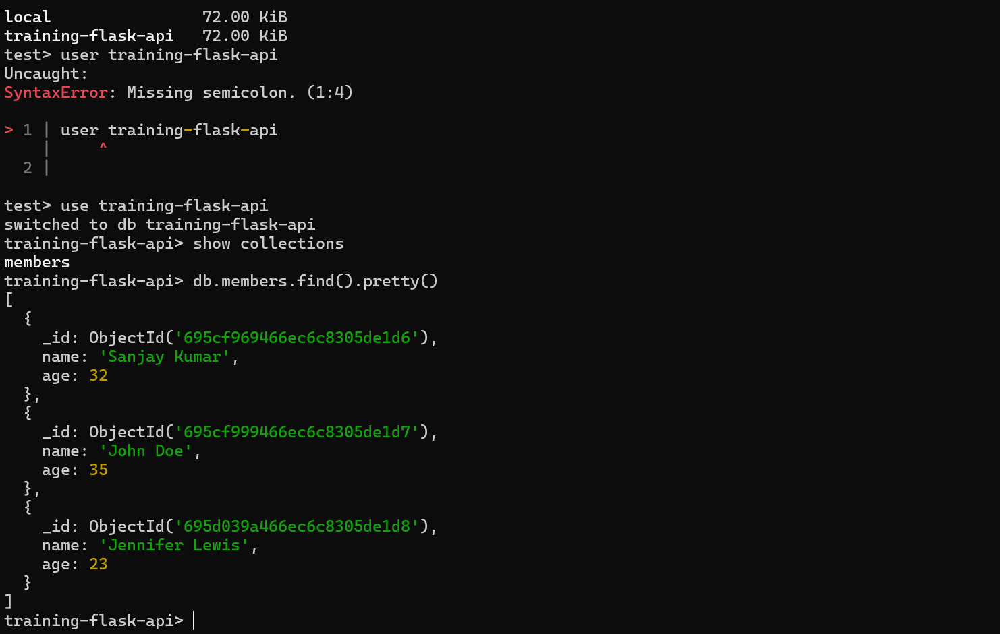 local                72.00 KiB
training-flask-api   72.00 KiB
test> user training-flask-api
Uncaught:
SyntaxError: Missing semicolon. (1:4)

> 1 | user training-flask-api
    |     ^
  2 |

test> use training-flask-api
switched to db training-flask-api
training-flask-api> show collections
members
training-flask-api> db.members.find().pretty()
[
  {
    _id: ObjectId('695cf969466ec6c8305de1d6'),
    name: 'Sanjay Kumar',
    age: 32
  },
  {
    _id: ObjectId('695cf999466ec6c8305de1d7'),
    name: 'John Doe',
    age: 35
  },
  {
    _id: ObjectId('695d039a466ec6c8305de1d8'),
    name: 'Jennifer Lewis',
    age: 23
  }
]
training-flask-api>